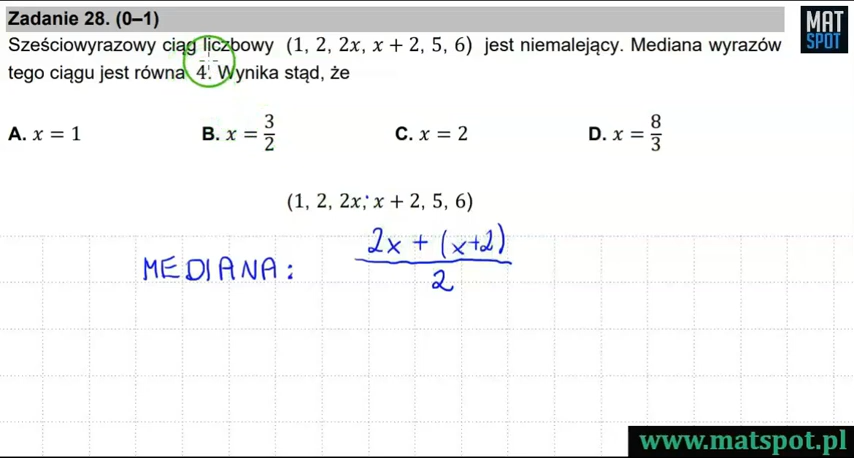 Zadanie 28. (0–1)
MAT
SPOT
Sześciowyrazowy ciąg liczbowy (1, 2, 2x, x + 2, 5, 6) jest niemalejący. Mediana wyrazów
tego ciągu jest równa 4. Wynika stąd, że
A. x = 1 B. x = 3/2 C. x = 2 D. x = 8/3
(1, 2, 2x, x + 2, 5, 6)
MEDIANA: 2x + (x+2) / 2
www.matspot.pl